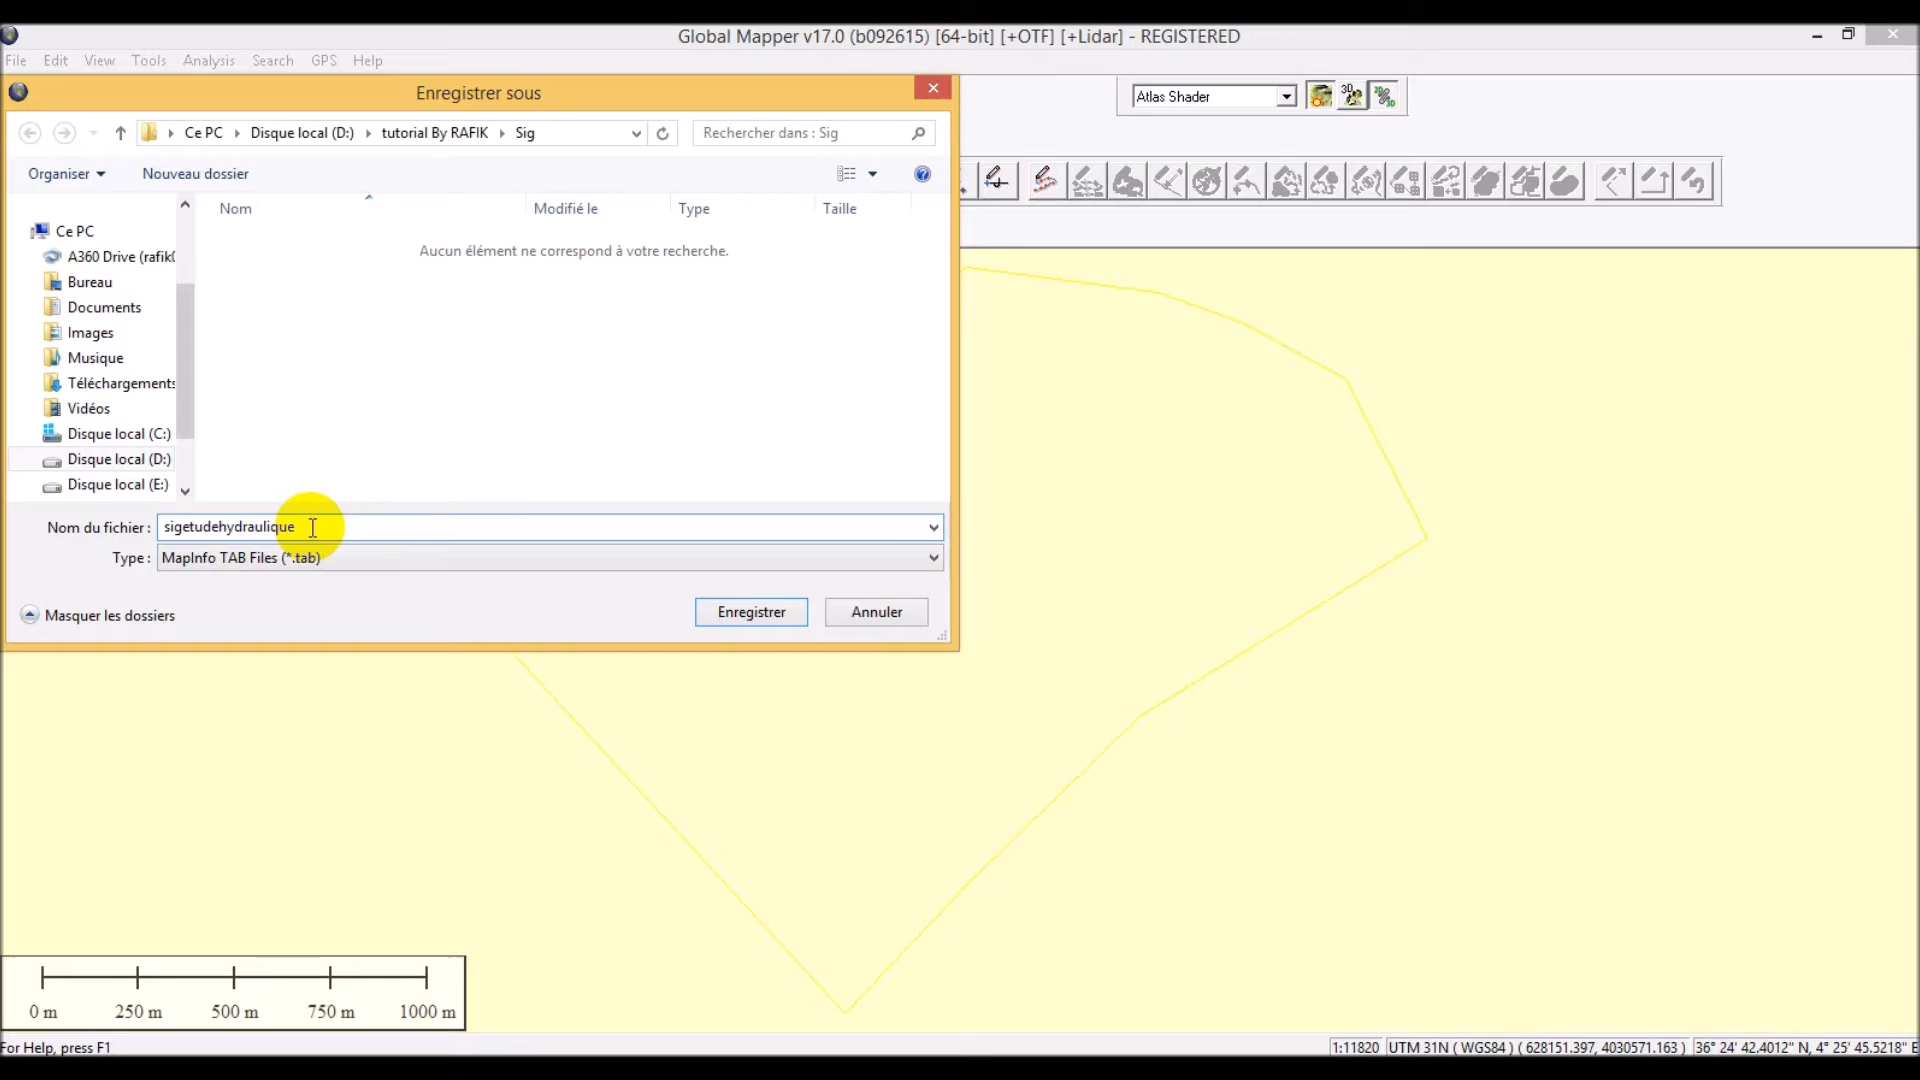 Global Mapper v17.0 (b092615) [64-bit] [+OTF] [+Lidar] - REGISTERED
File Edit View Tools Analysis Search GPS Help
Enregistrer sous
Atlas Shader
3D
Ce PC Disque local (D:) tutorial By RAFIK Sig
Rechercher dans : Sig
Organiser Nouveau dossier
Nom Modifié le Type Taille
Aucun élément ne correspond à votre recherche.
Ce PC
A360 Drive (rafik
Bureau
Documents
Images
Musique
Téléchargements
Vidéos
Disque local (C:)
Disque local (D:)
Disque local (E:)
Nom du fichier : sigetudehydraulique
Type : MapInfo TAB Files (*.tab)
Masquer les dossiers
Enregistrer Annuler
0 m 250 m 500 m 750 m 1000 m
For Help, press F1
1:11820 UTM 31N ( WGS84 ) ( 628151.397, 4030571.163 ) 36° 24' 42.4012" N, 4° 25' 45.5218" E